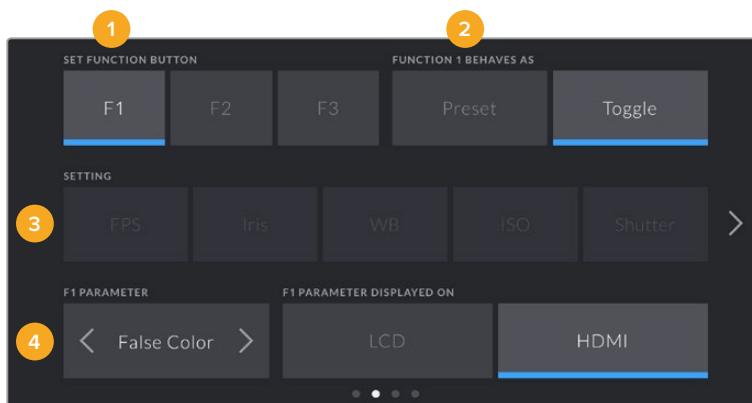 1 2
SET FUNCTION BUTTON FUNCTION 1 BEHAVES AS
F1 F2 F3 Preset Toggle
SETTING
3 FPS Iris WB ISO Shutter
F1 PARAMETER F1 PARAMETER DISPLAYED ON
4 False Color LCD HDMI